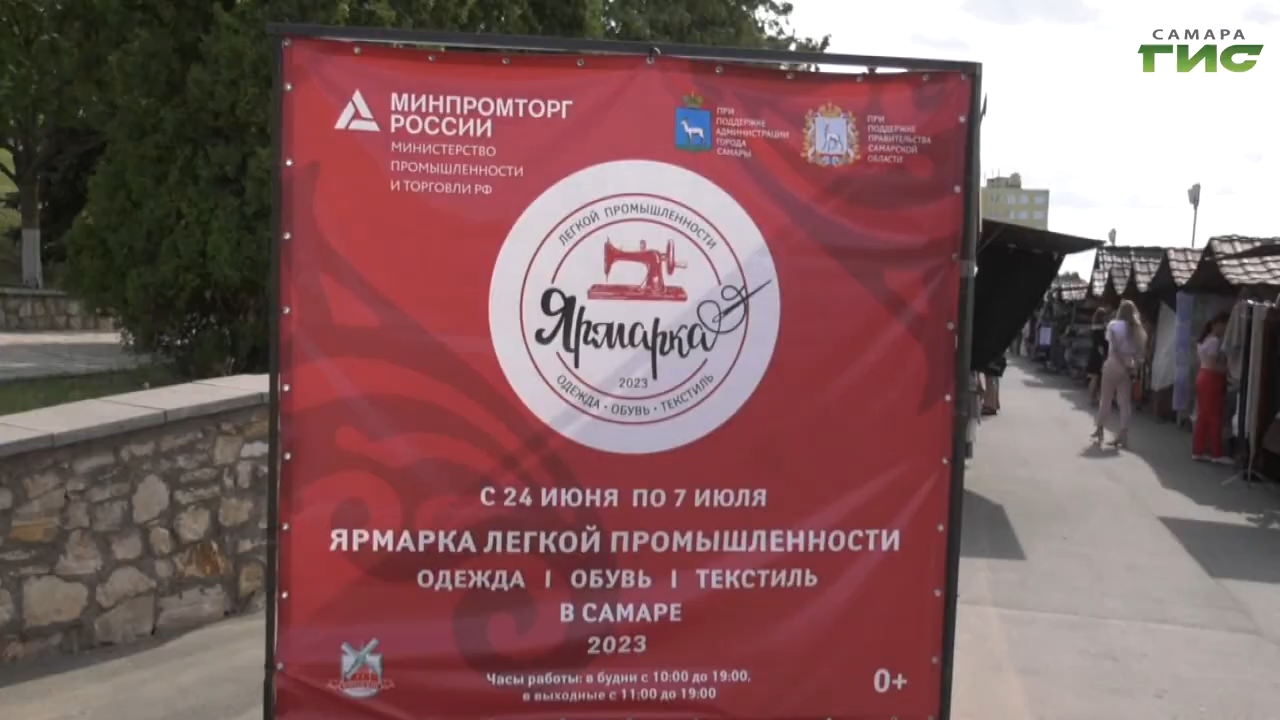 САМАРА
ГИС
МИНПРОМТОРГ
РОССИИ
МИНИСТЕРСТВО
ПРОМЫШЛЕННОСТИ
И ТОРГОВЛИ РФ
ПРИ
ПОДДЕРЖКЕ
АДМИНИСТРАЦИИ
ГОРОДА
САМАРЫ
ПРИ
ПОДДЕРЖКЕ
ПРАВИТЕЛЬСТВА
САМАРСКОЙ
ОБЛАСТИ
ЛЕГКОЙ ПРОМЫШЛЕННОСТИ
Ярмарка
2023
ОДЕЖДА • ОБУВЬ • ТЕКСТИЛЬ
С 24 ИЮНЯ ПО 7 ИЮЛЯ
ЯРМАРКА ЛЕГКОЙ ПРОМЫШЛЕННОСТИ
ОДЕЖДА | ОБУВЬ | ТЕКСТИЛЬ
В САМАРЕ
2023
Часы работы: в будни с 10:00 до 19:00,
в выходные с 11:00 до 19:00
0+